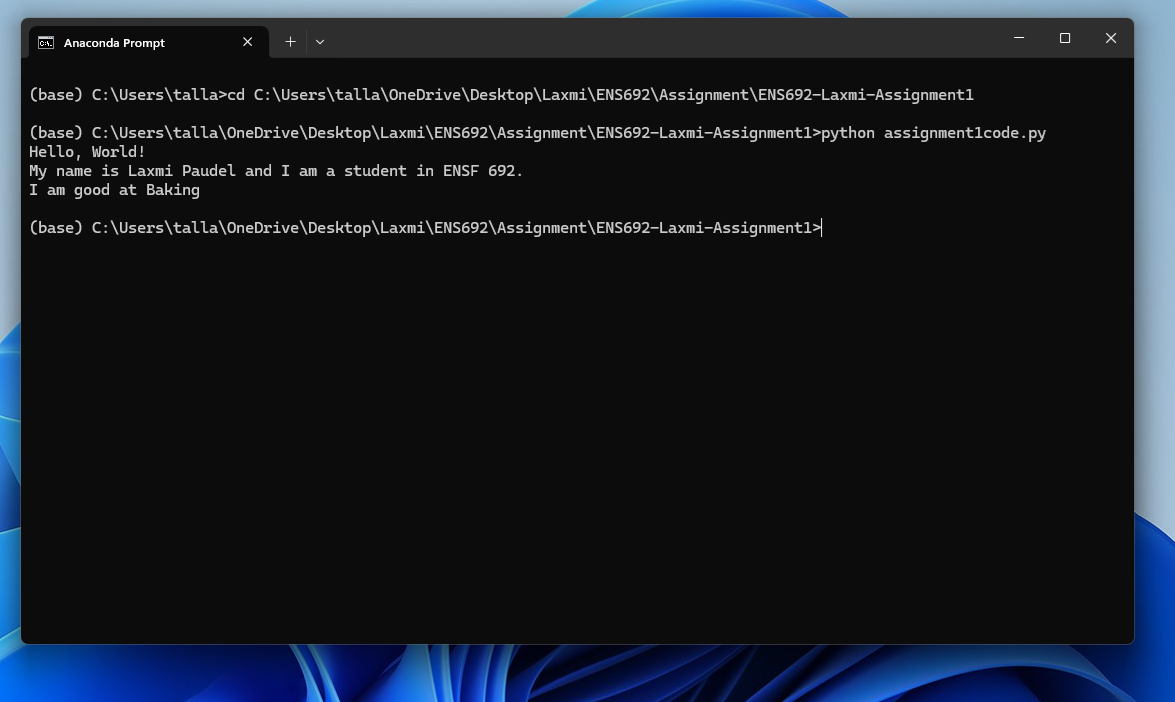 Anaconda Prompt
(base) C:\Users\talla>cd C:\Users\talla\OneDrive\Desktop\Laxmi\ENS692\Assignment\ENS692-Laxmi-Assignment1
(base) C:\Users\talla\OneDrive\Desktop\Laxmi\ENS692\Assignment\ENS692-Laxmi-Assignment1>python assignment1code.py
Hello, World!
My name is Laxmi Paudel and I am a student in ENSF 692.
I am good at Baking
(base) C:\Users\talla\OneDrive\Desktop\Laxmi\ENS692\Assignment\ENS692-Laxmi-Assignment1>